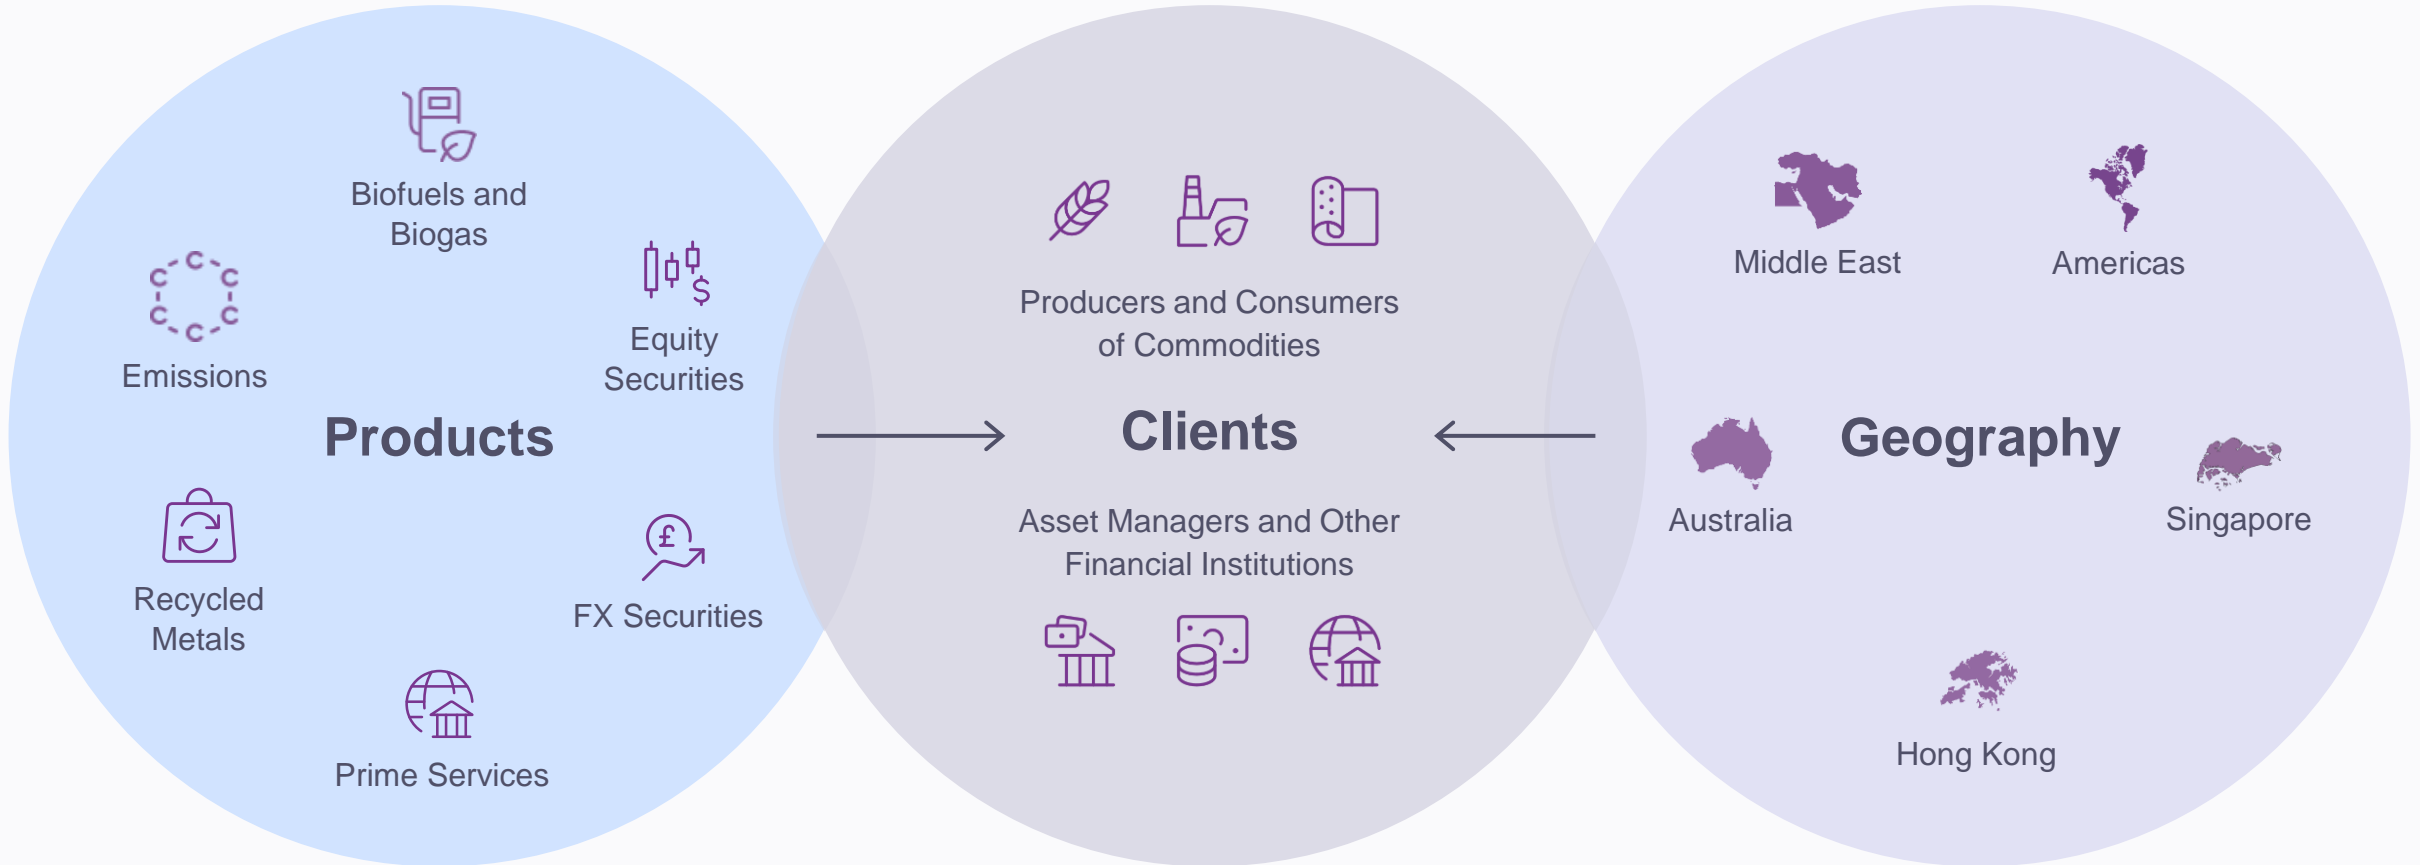 Biofuels and
Biogas
Emissions
Equity
Securities
Products
Recycled
Metals
FX Securities
Prime Services
Producers and Consumers
of Commodities
Clients
Asset Managers and Other
Financial Institutions
Middle East
Americas
Geography
Australia
Singapore
Hong Kong